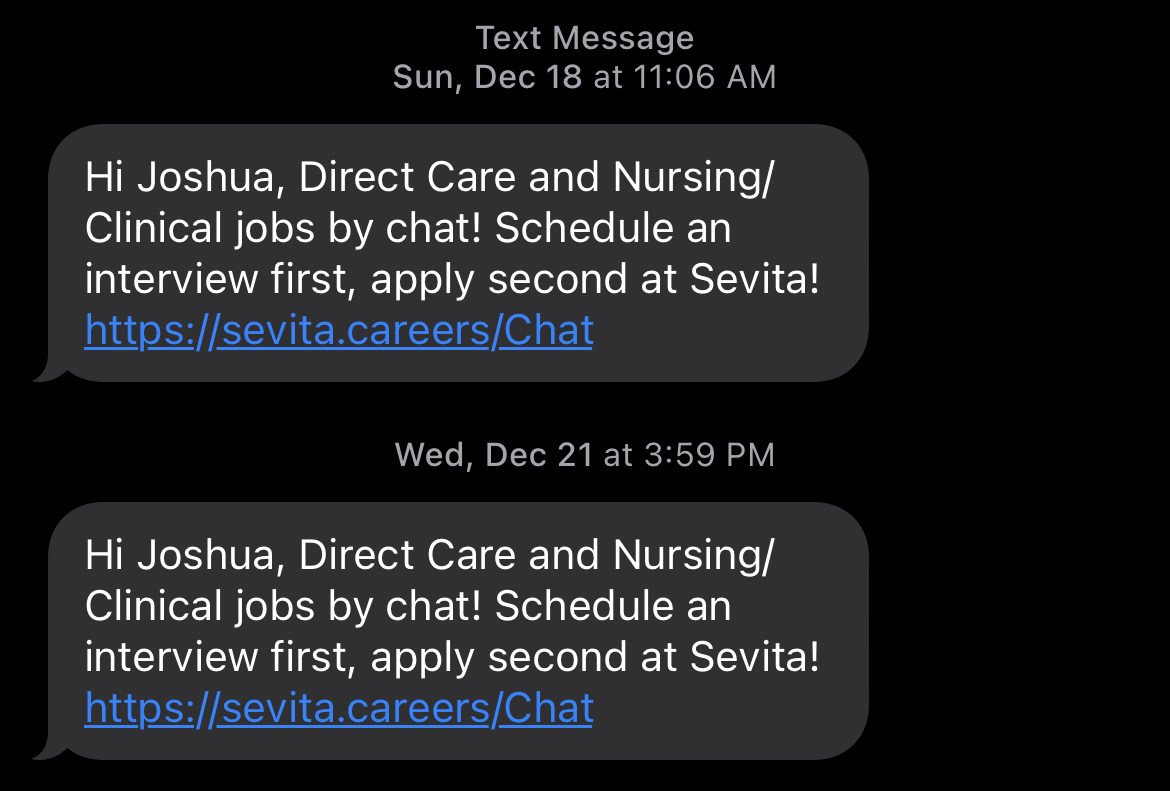 Text Message
Sun, Dec 18 at 11:06 AM
Hi Joshua, Direct Care and Nursing/
Clinical jobs by chat! Schedule an
interview first, apply second at Sevita!
https://sevita.careers/Chat
Wed, Dec 21 at 3:59 PM
Hi Joshua, Direct Care and Nursing/
Clinical jobs by chat! Schedule an
interview first, apply second at Sevita!
https://sevita.careers/Chat